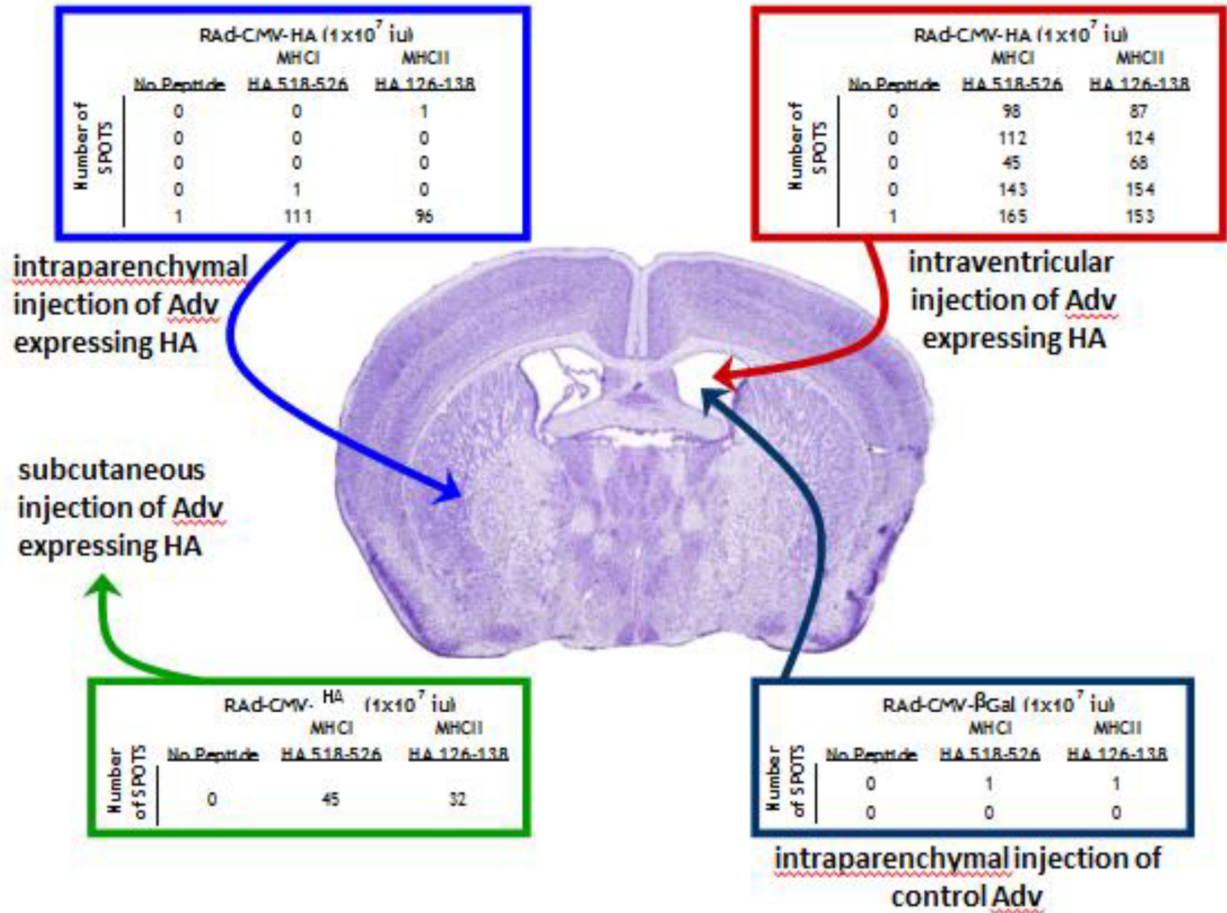 RAd-CMV-HA (1x10⁷ iu)
MHCI MHCII
No Peptide HA 518-526 HA 126-138
Number of SPOTS
0 0 1
0 0 0
0 0 0
0 1 0
1 111 96
intraparenchymal
injection of Adv
expressing HA
RAd-CMV-HA (1x10⁷ iu)
MHCI MHCII
No Peptide HA 518-526 HA 126-138
Number of SPOTS
0 98 87
0 112 124
0 45 68
0 143 154
1 165 153
intraventricular
injection of Adv
expressing HA
subcutaneous
injection of Adv
expressing HA
RAd-CMV- HA (1x10⁷ iu)
MHCI MHCII
No Peptide HA 518-526 HA 126-138
Number of SPOTS
0 45 32
RAd-CMV-βGal (1x10⁷ iu)
MHCI MHCII
No Peptide HA 518-526 HA 126-138
Number of SPOTS
0 1 1
0 0 0
intraparenchymal injection of
control Adv